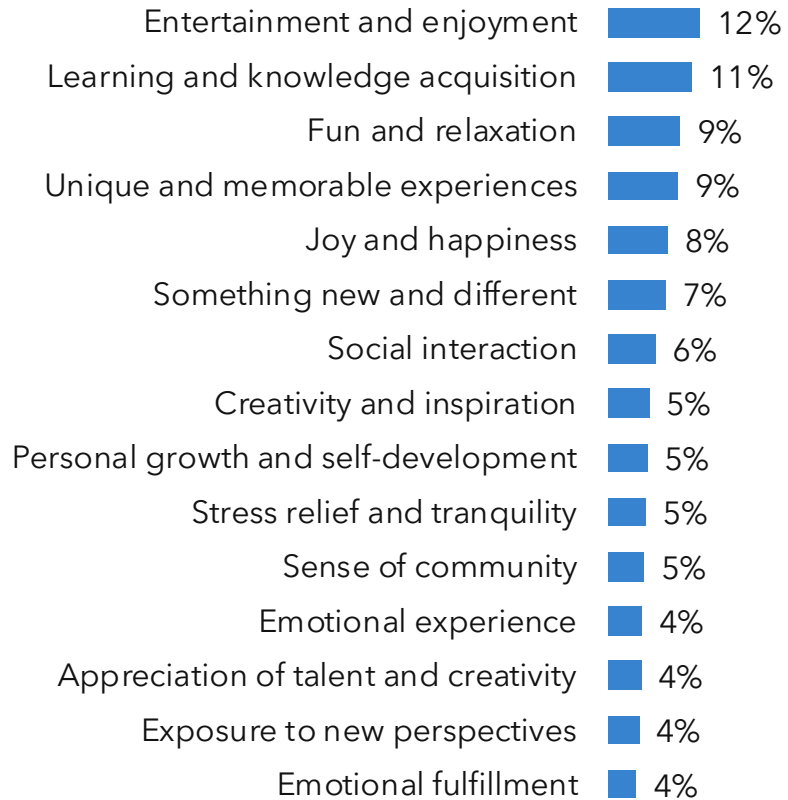 Entertainment and enjoyment 12%
Learning and knowledge acquisition 11%
Fun and relaxation 9%
Unique and memorable experiences 9%
Joy and happiness 8%
Something new and different 7%
Social interaction 6%
Creativity and inspiration 5%
Personal growth and self-development 5%
Stress relief and tranquility 5%
Sense of community 5%
Emotional experience 4%
Appreciation of talent and creativity 4%
Exposure to new perspectives 4%
Emotional fulfillment 4%